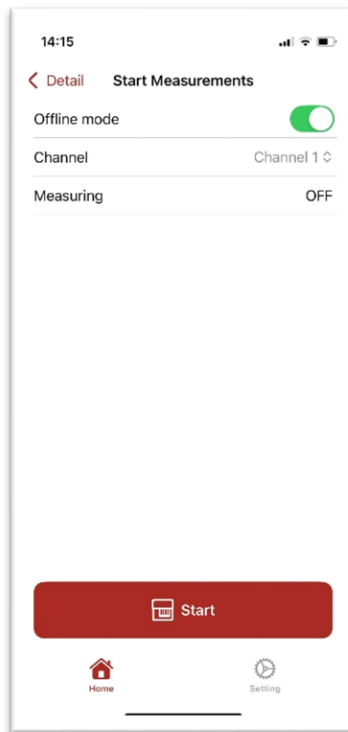 14:15
Detail Start Measurements
Offline mode
Channel Channel 1
Measuring OFF
Start
Home Setting